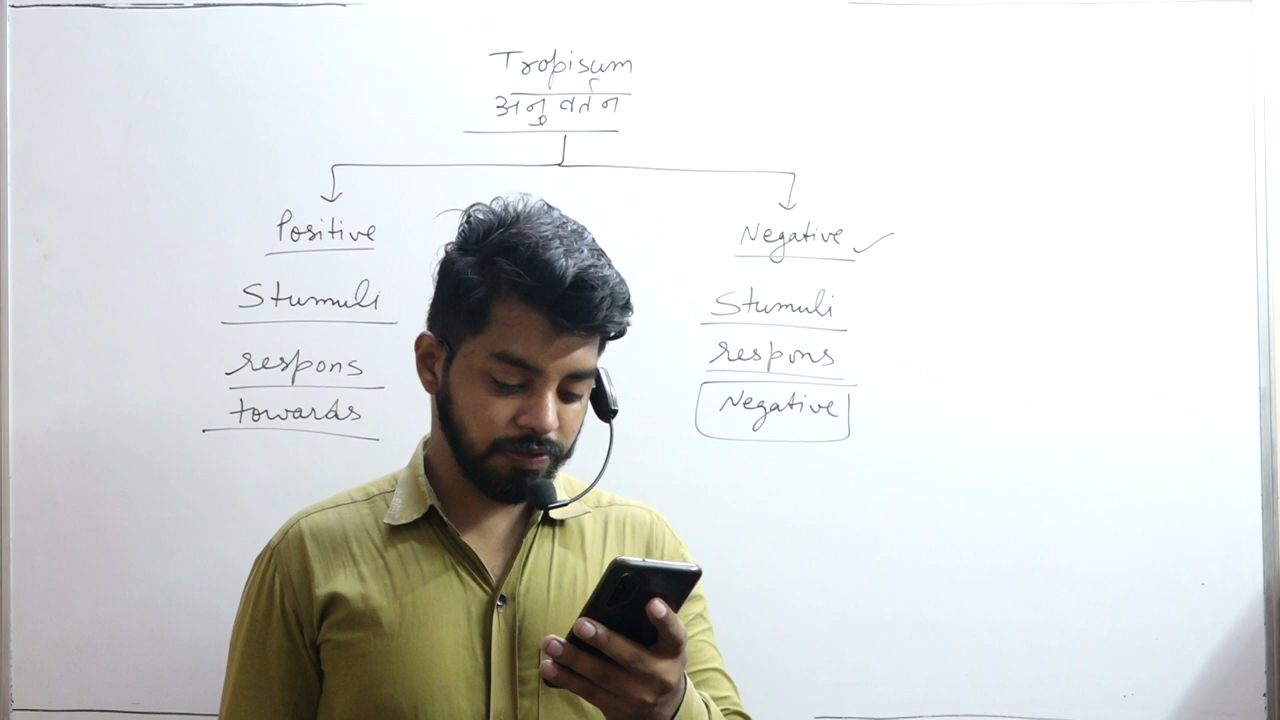 Tropisum
अनुवर्तन
Positive
Negative
Stumuli
respons
towards
Stumuli
respons
Negative